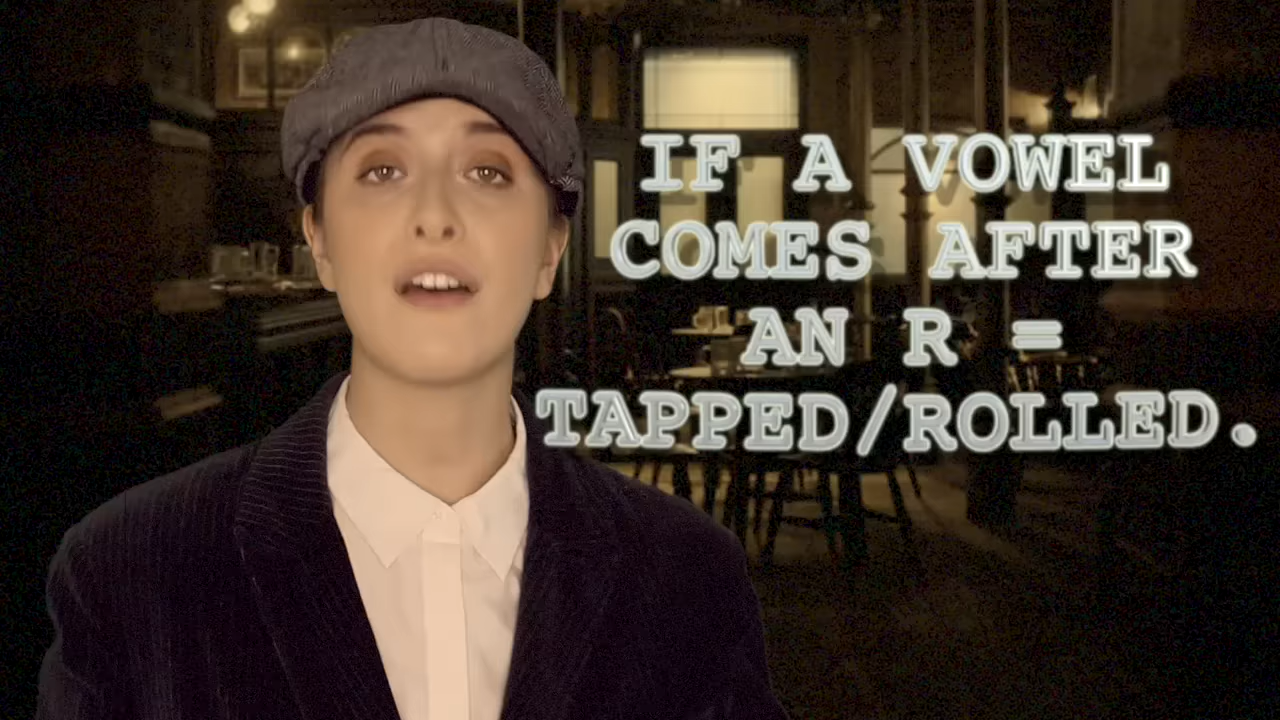 IF A VOWEL
COMES AFTER
AN R =
TAPPED/ROLLED.